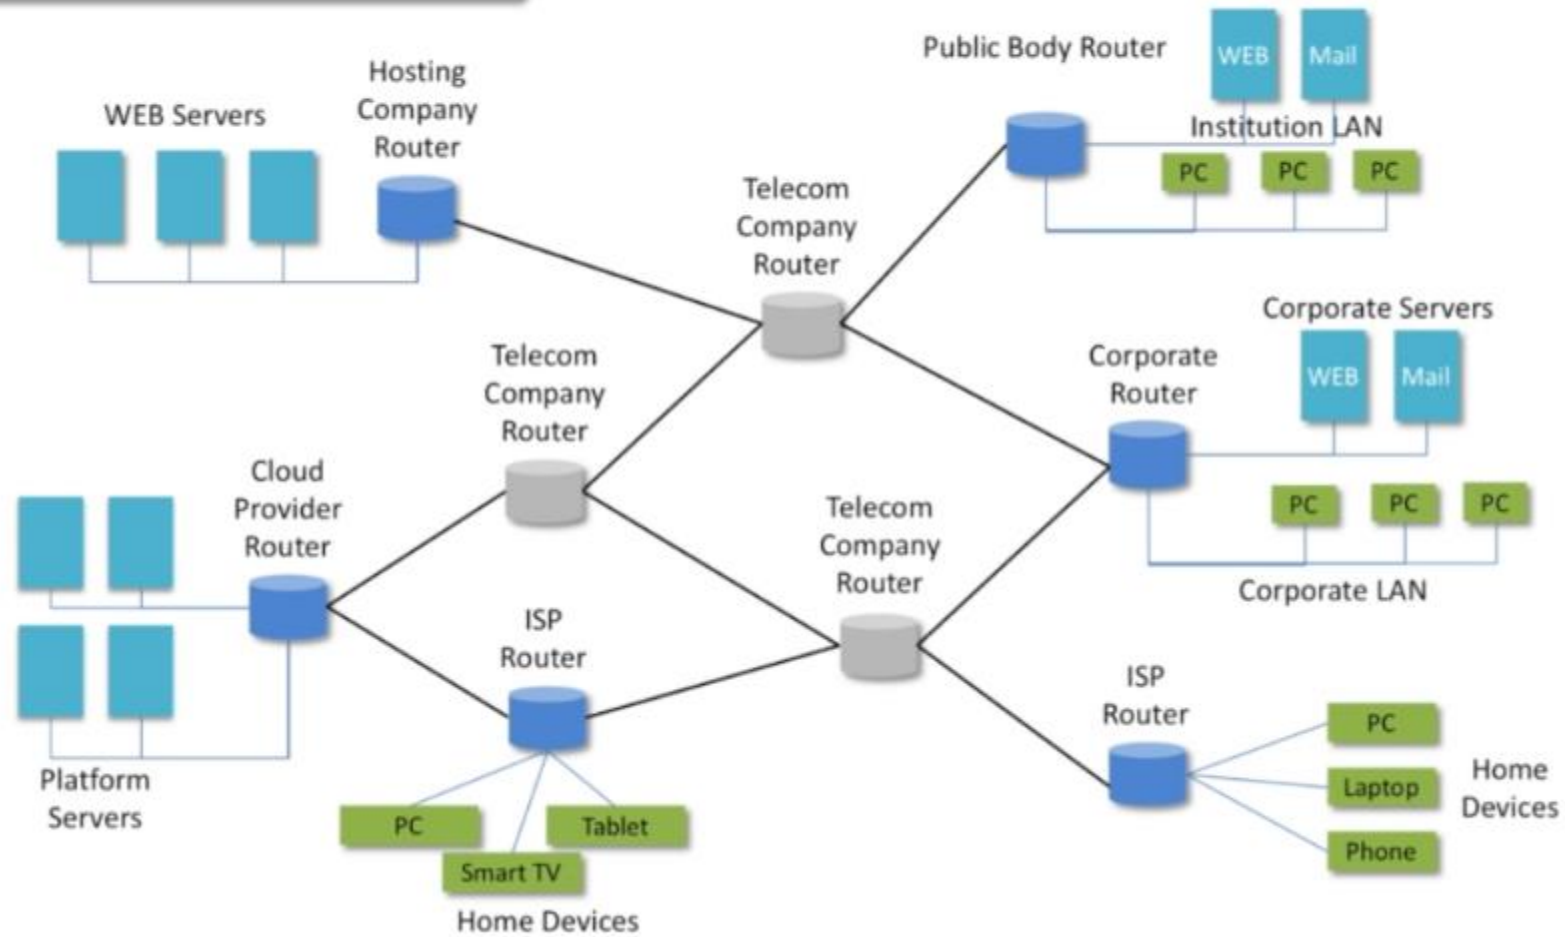 Public Body Router
WEB
Mail
Institution LAN
PC
PC
PC
Hosting
Company
Router
WEB Servers
Telecom
Company
Router
Corporate Servers
WEB
Mail
Corporate
Router
PC
PC
PC
Corporate LAN
Telecom
Company
Router
Cloud
Provider
Router
Telecom
Company
Router
ISP
Router
Platform
Servers
PC
Tablet
Smart TV
Home Devices
ISP
Router
PC
Laptop
Phone
Home
Devices